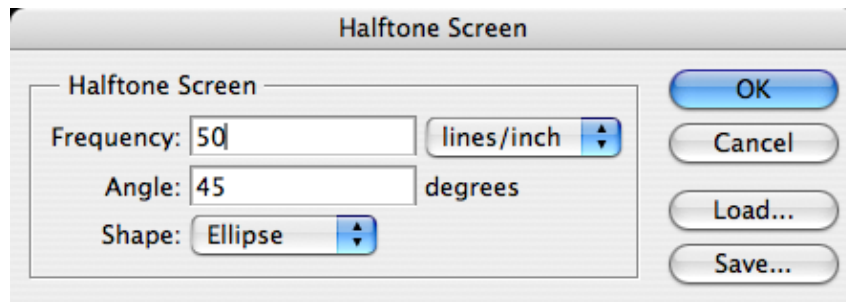 Halftone Screen
Halftone Screen
Frequency: 50 lines/inch
Angle: 45 degrees
Shape: Ellipse
OK
Cancel
Load...
Save...